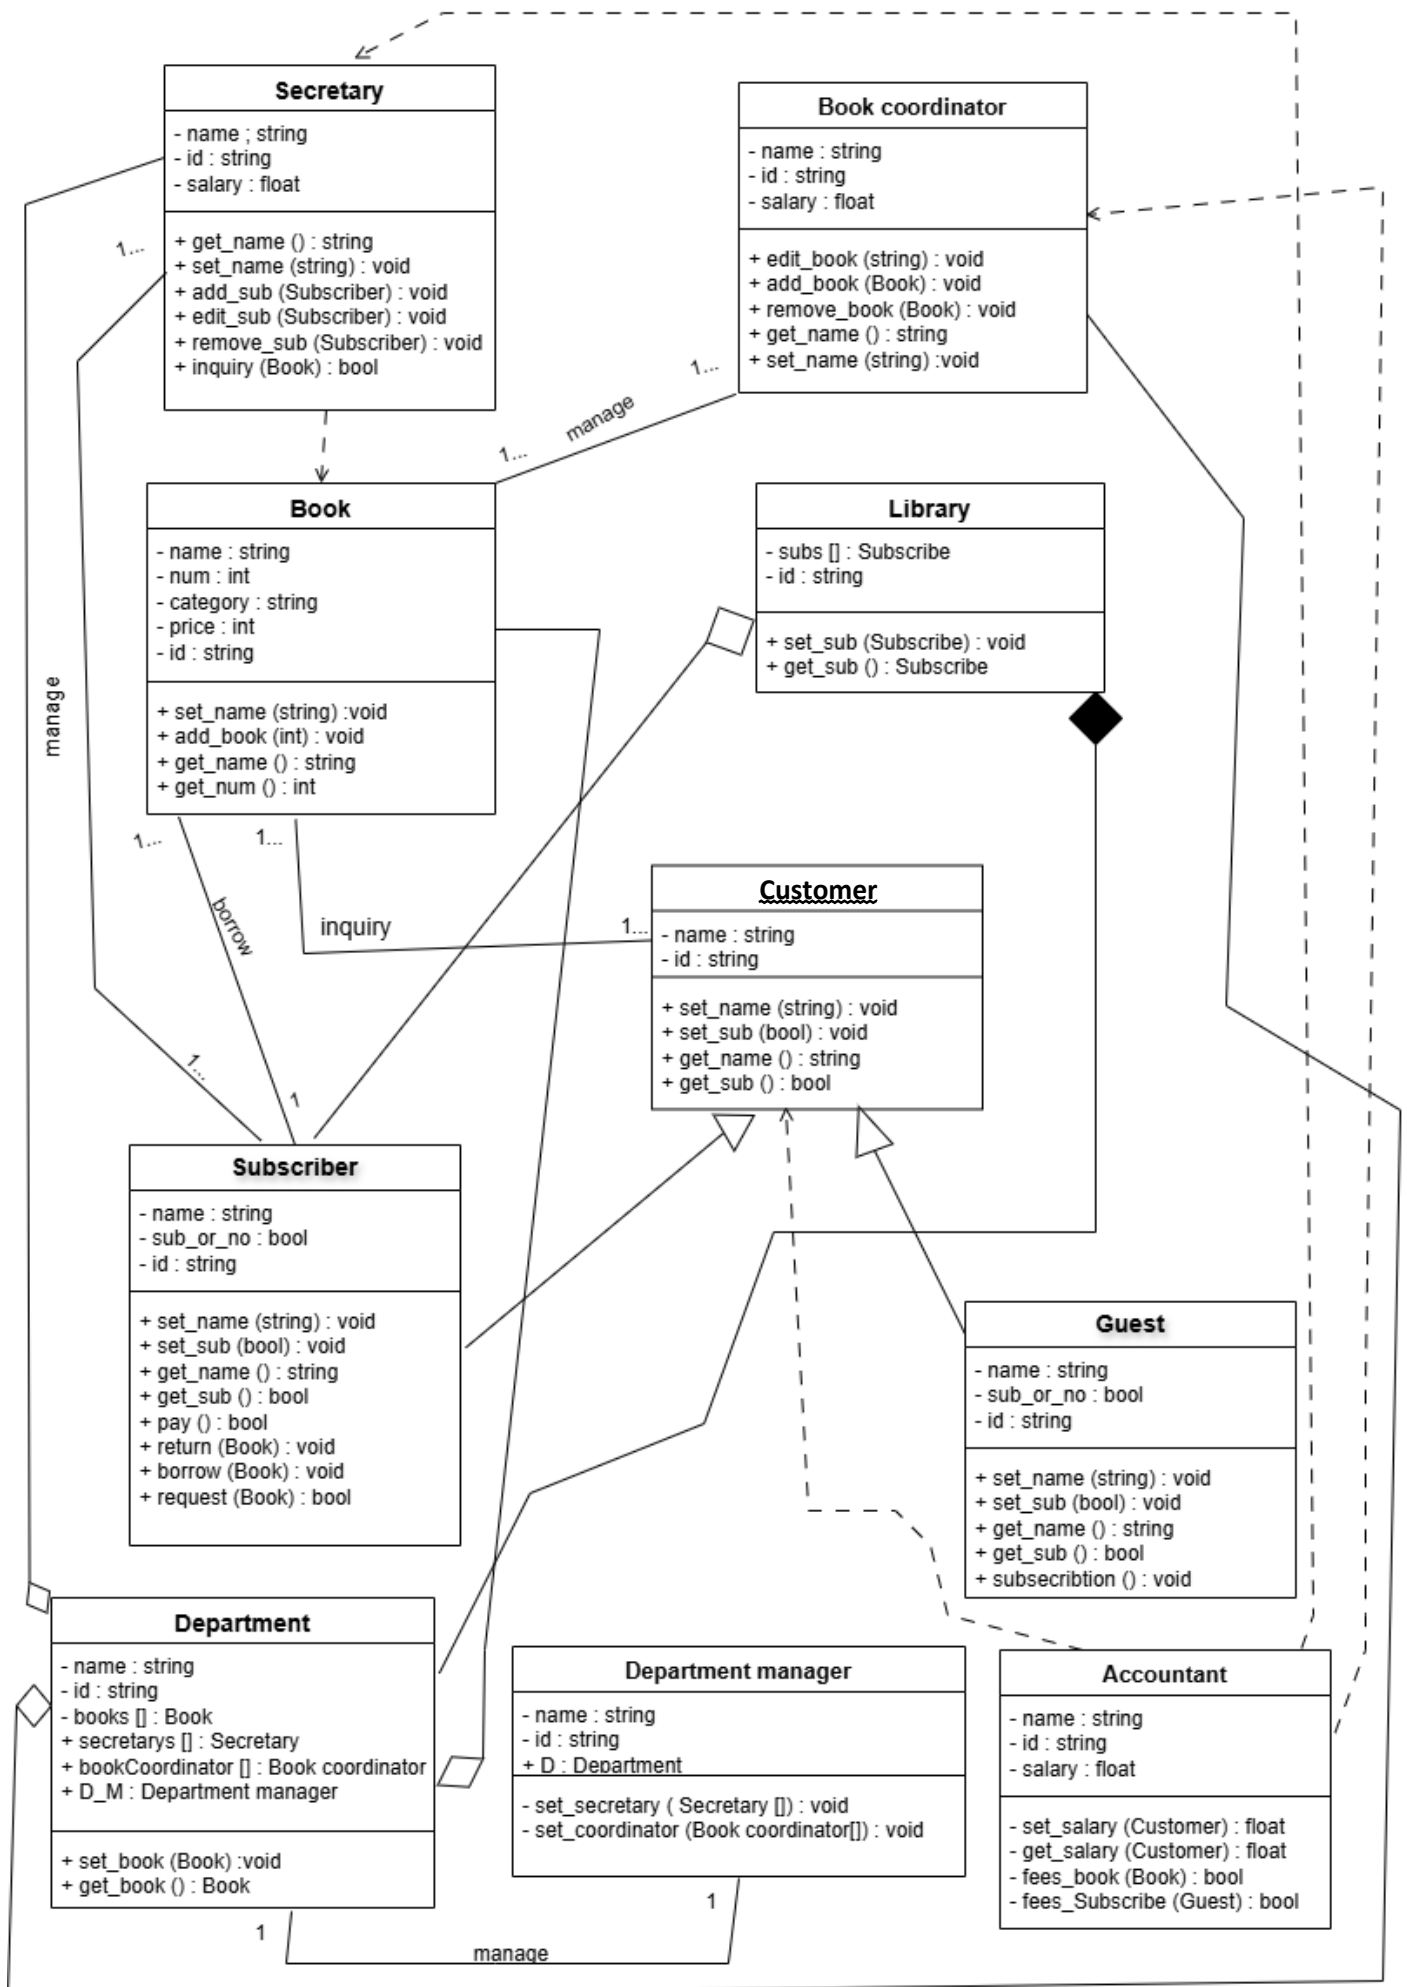 Secretary
- name ; string
- id : string
- salary : float
+ get_name () : string
+ set_name (string) : void
+ add_sub (Subscriber) : void
+ edit_sub (Subscriber) : void
+ remove_sub (Subscriber) : void
+ inquiry (Book) : bool
1...
Book coordinator
- name : string
- id : string
- salary : float
+ edit_book (string) : void
+ add_book (Book) : void
+ remove_book (Book) : void
+ get_name () : string
+ set_name (string) :void
1...
manage
1...
Book
- name : string
- num : int
- category : string
- price : int
- id : string
+ set_name (string) :void
+ add_book (int) : void
+ get_name () : string
+ get_num () : int
Library
- subs [] : Subscribe
- id : string
+ set_sub (Subscribe) : void
+ get_sub () : Subscribe
manage
1...
1...
borrow
inquiry
1...
Customer
- name : string
- id : string
+ set_name (string) : void
+ set_sub (bool) : void
+ get_name () : string
+ get_sub () : bool
1...
1
Subscriber
- name : string
- sub_or_no : bool
- id : string
+ set_name (string) : void
+ set_sub (bool) : void
+ get_name () : string
+ get_sub () : bool
+ pay () : bool
+ return (Book) : void
+ borrow (Book) : void
+ request (Book) : bool
Guest
- name : string
- sub_or_no : bool
- id : string
+ set_name (string) : void
+ set_sub (bool) : void
+ get_name () : string
+ get_sub () : bool
+ subsecribtion () : void
Department
- name : string
- id : string
- books [] : Book
+ secretarys [] : Secretary
+ bookCoordinator [] : Book coordinator
+ D_M : Department manager
+ set_book (Book) :void
+ get_book () : Book
Department manager
- name : string
- id : string
+ D : Department
- set_secretary ( Secretary []) : void
- set_coordinator (Book coordinator[]) : void
Accountant
- name : string
- id : string
- salary : float
- set_salary (Customer) : float
- get_salary (Customer) : float
- fees_book (Book) : bool
- fees_Subscribe (Guest) : bool
1
1
manage